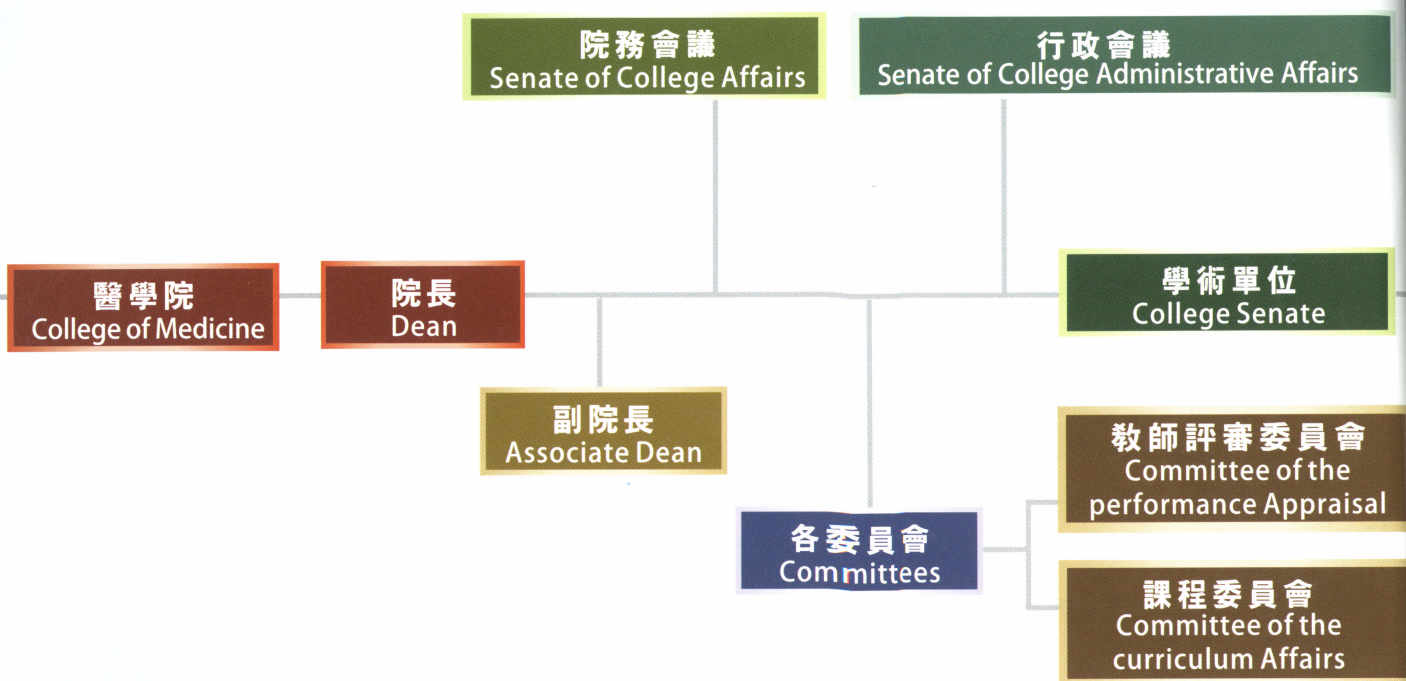 院務會議
Senate of College Affairs
行政會議
Senate of College Administrative Affairs
醫學院
College of Medicine
院長
Dean
學術單位
College Senate
副院長
Associate Dean
教師評審委員會
Committee of the
performance Appraisal
各委員會
Committees
課程委員會
Committee of the
curriculum Affairs